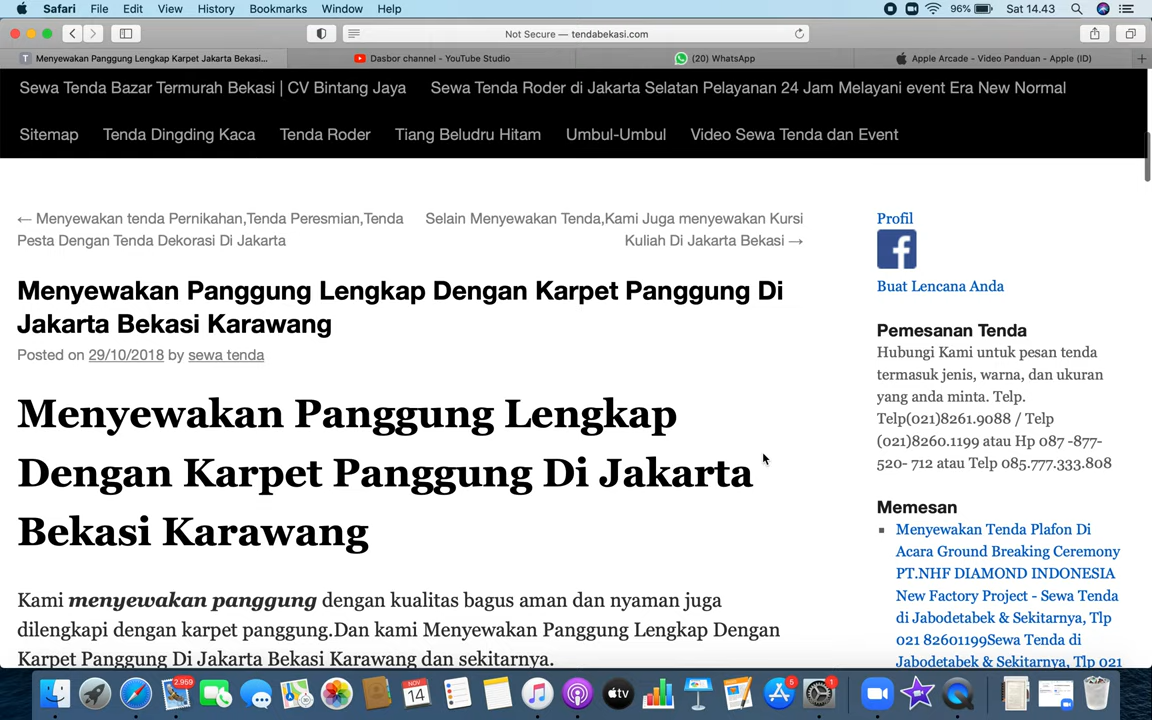 Safari File Edit View History Bookmarks Window Help 96% Sat 14.43
Not Secure — tendabekasi.com
Menyewakan Panggung Lengkap Karpet Jakarta Bekasi...
Dasbor channel - YouTube Studio
(20) WhatsApp
Apple Arcade - Video Panduan - Apple (ID)
Sewa Tenda Bazar Termurah Bekasi | CV Bintang Jaya
Sewa Tenda Roder di Jakarta Selatan Pelayanan 24 Jam Melayani event Era New Normal
Sitemap Tenda Dingding Kaca Tenda Roder Tiang Beludru Hitam Umbul-Umbul Video Sewa Tenda dan Event
← Menyewakan tenda Pernikahan,Tenda Peresmian,Tenda
Pesta Dengan Tenda Dekorasi Di Jakarta
Selain Menyewakan Tenda,Kami Juga menyewakan Kursi
Kuliah Di Jakarta Bekasi →
Menyewakan Panggung Lengkap Dengan Karpet Panggung Di
Jakarta Bekasi Karawang
Posted on 29/10/2018 by sewa tenda
Menyewakan Panggung Lengkap
Dengan Karpet Panggung Di Jakarta
Bekasi Karawang
Kami menyewakan panggung dengan kualitas bagus aman dan nyaman juga
dilengkapi dengan karpet panggung.Dan kami Menyewakan Panggung Lengkap Dengan
Karpet Panggung Di Jakarta Bekasi Karawang dan sekitarnya.
Profil
f
Buat Lencana Anda
Pemesanan Tenda
Hubungi Kami untuk pesan tenda
termasuk jenis, warna, dan ukuran
yang anda minta. Telp.
Telp(021)8261.9088 / Telp
(021)8260.1199 atau Hp 087 -877-
520- 712 atau Telp 085.777.333.808
Memesan
Menyewakan Tenda Plafon Di
Acara Ground Breaking Ceremony
PT.NHF DIAMOND INDONESIA
New Factory Project - Sewa Tenda
di Jabodetabek & Sekitarnya, Tlp
021 82601199Sewa Tenda di
Jabodetabek & Sekitarnya, Tlp 021
2.959
NOV
14
tv
5
1